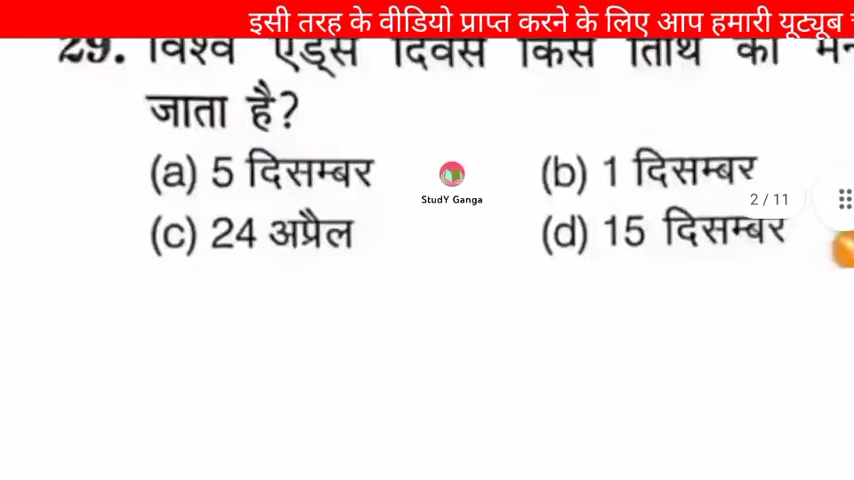 इसी तरह के वीडियो प्राप्त करने के लिए आप हमारी यूट्यूब
29. विश्व एड्स दिवस किस तिथि को
जाता है?
(a) 5 दिसम्बर
(b) 1 दिसम्बर
StudY Ganga
2 / 11
(c) 24 अप्रैल
(d) 15 दिसम्बर